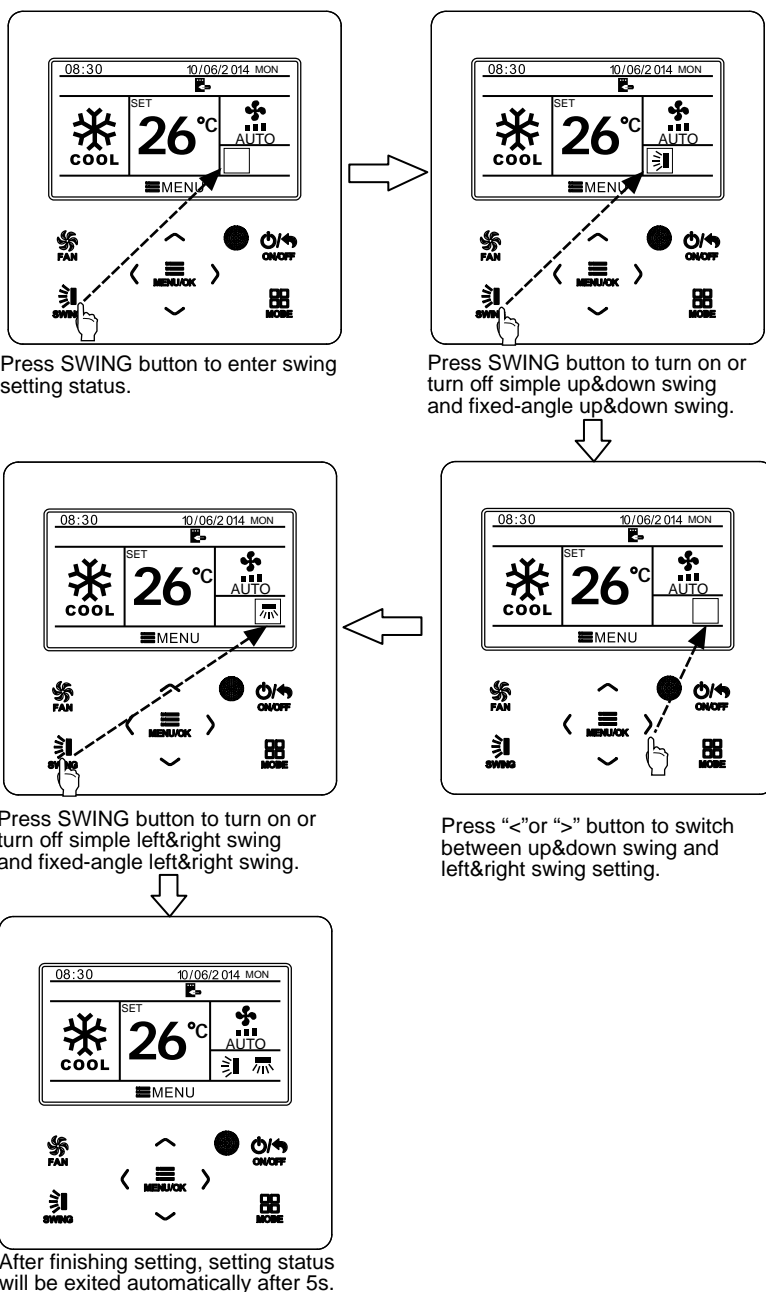 08:30 10/06/2014 MON
SET
26°C
AUTO
COOL
MENU
FAN
ON/OFF
MENU/OK
SWING
MODE
Press SWING button to enter swing
setting status.
08:30 10/06/2014 MON
SET
26°C
AUTO
COOL
MENU
FAN
ON/OFF
MENU/OK
SWING
MODE
Press SWING button to turn on or
turn off simple up&down swing
and fixed-angle up&down swing.
08:30 10/06/2014 MON
SET
26°C
AUTO
COOL
MENU
FAN
ON/OFF
MENU/OK
SWING
MODE
Press “<”or “>” button to switch
between up&down swing and
left&right swing setting.
08:30 10/06/2014 MON
SET
26°C
AUTO
COOL
MENU
FAN
ON/OFF
MENU/OK
SWING
MODE
Press SWING button to turn on or
turn off simple left&right swing
and fixed-angle left&right swing.
08:30 10/06/2014 MON
SET
26°C
AUTO
COOL
MENU
FAN
ON/OFF
MENU/OK
SWING
MODE
After finishing setting, setting status
will be exited automatically after 5s.